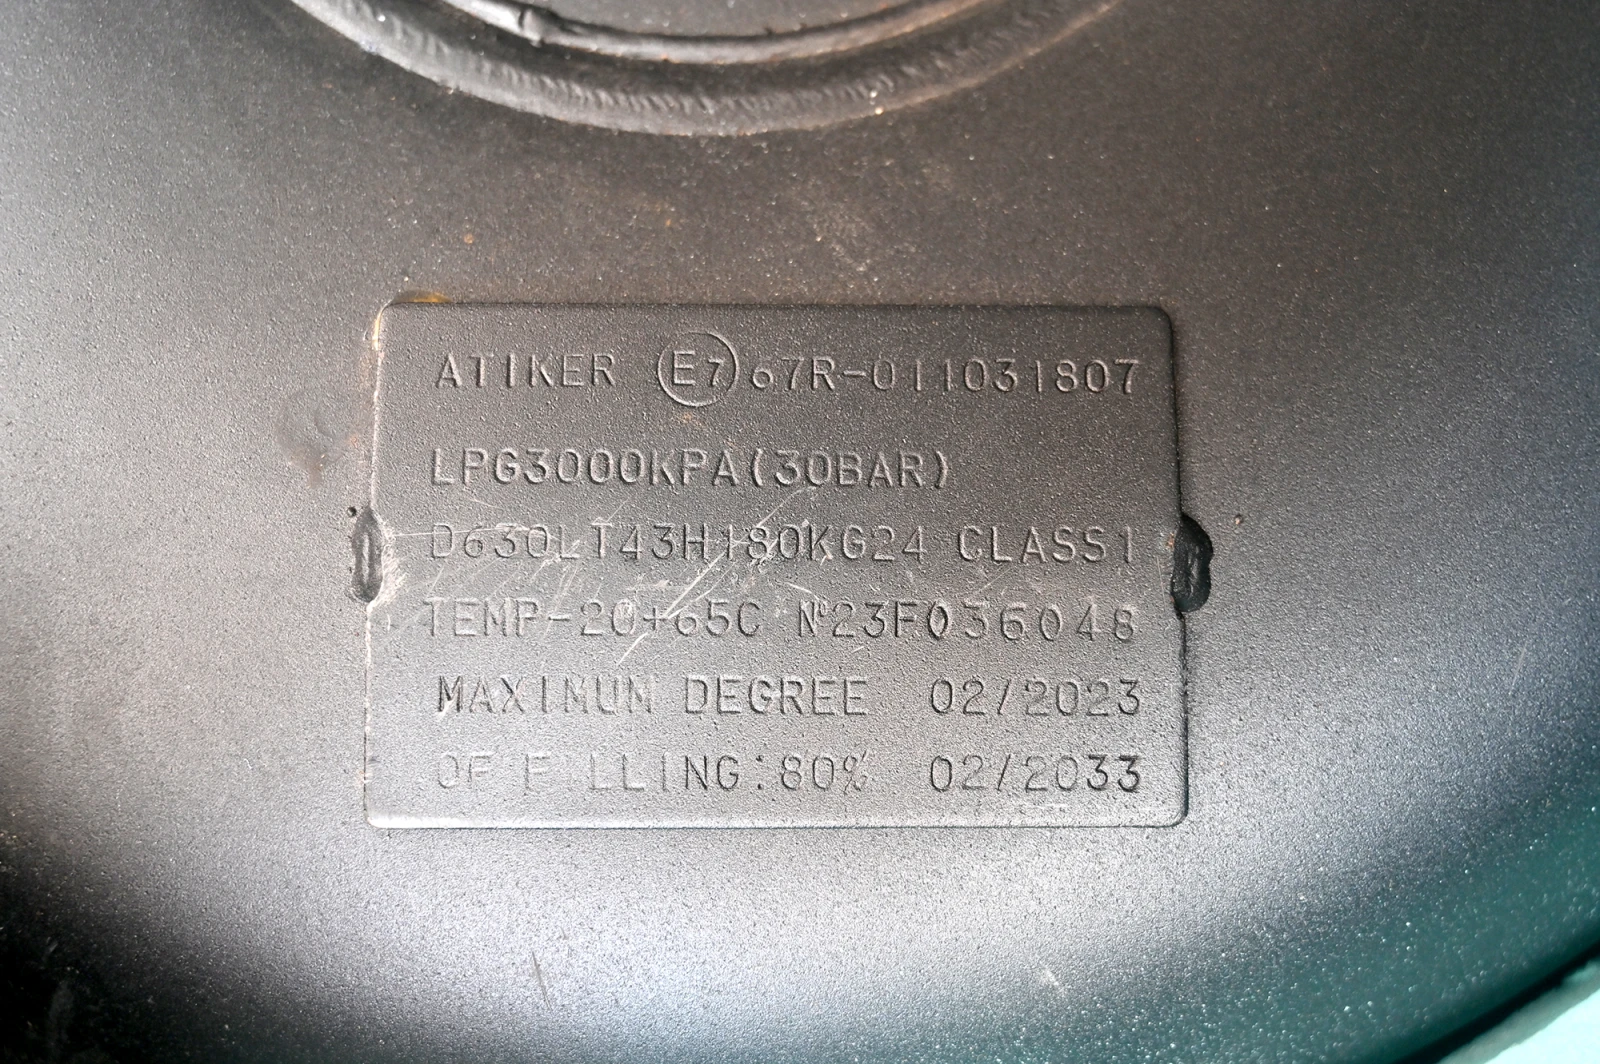 ATIKER E7 67R-011031807
LPG3000KPA(30BAR)
D630LT43H180KG24 CLASS1
TEMP-20+65C Nº23F036048
MAXIMUM DEGREE 02/2023
OF FILLING:80% 02/2033